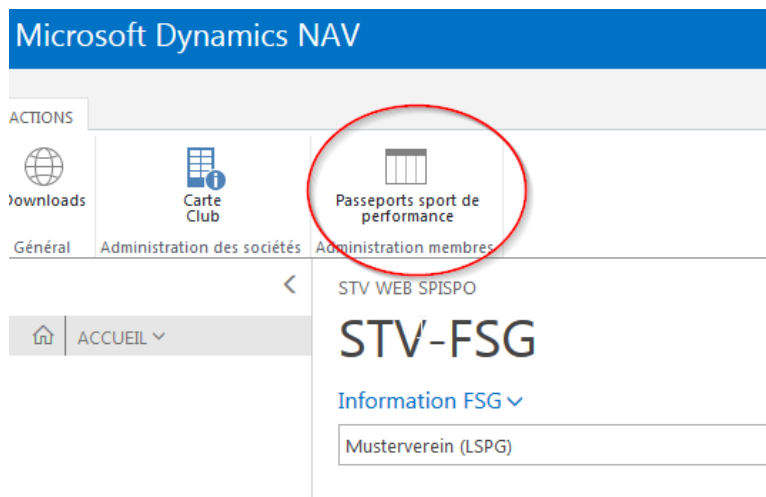 Microsoft Dynamics NAV
ACTIONS
Downloads
Carte
Club
Passeports sport de
performance
Général
Administration des sociétés
Administration membres
STV WEB SPISPO
ACCUEIL
STV-FSG
Information FSG
Musterverein (LSPG)